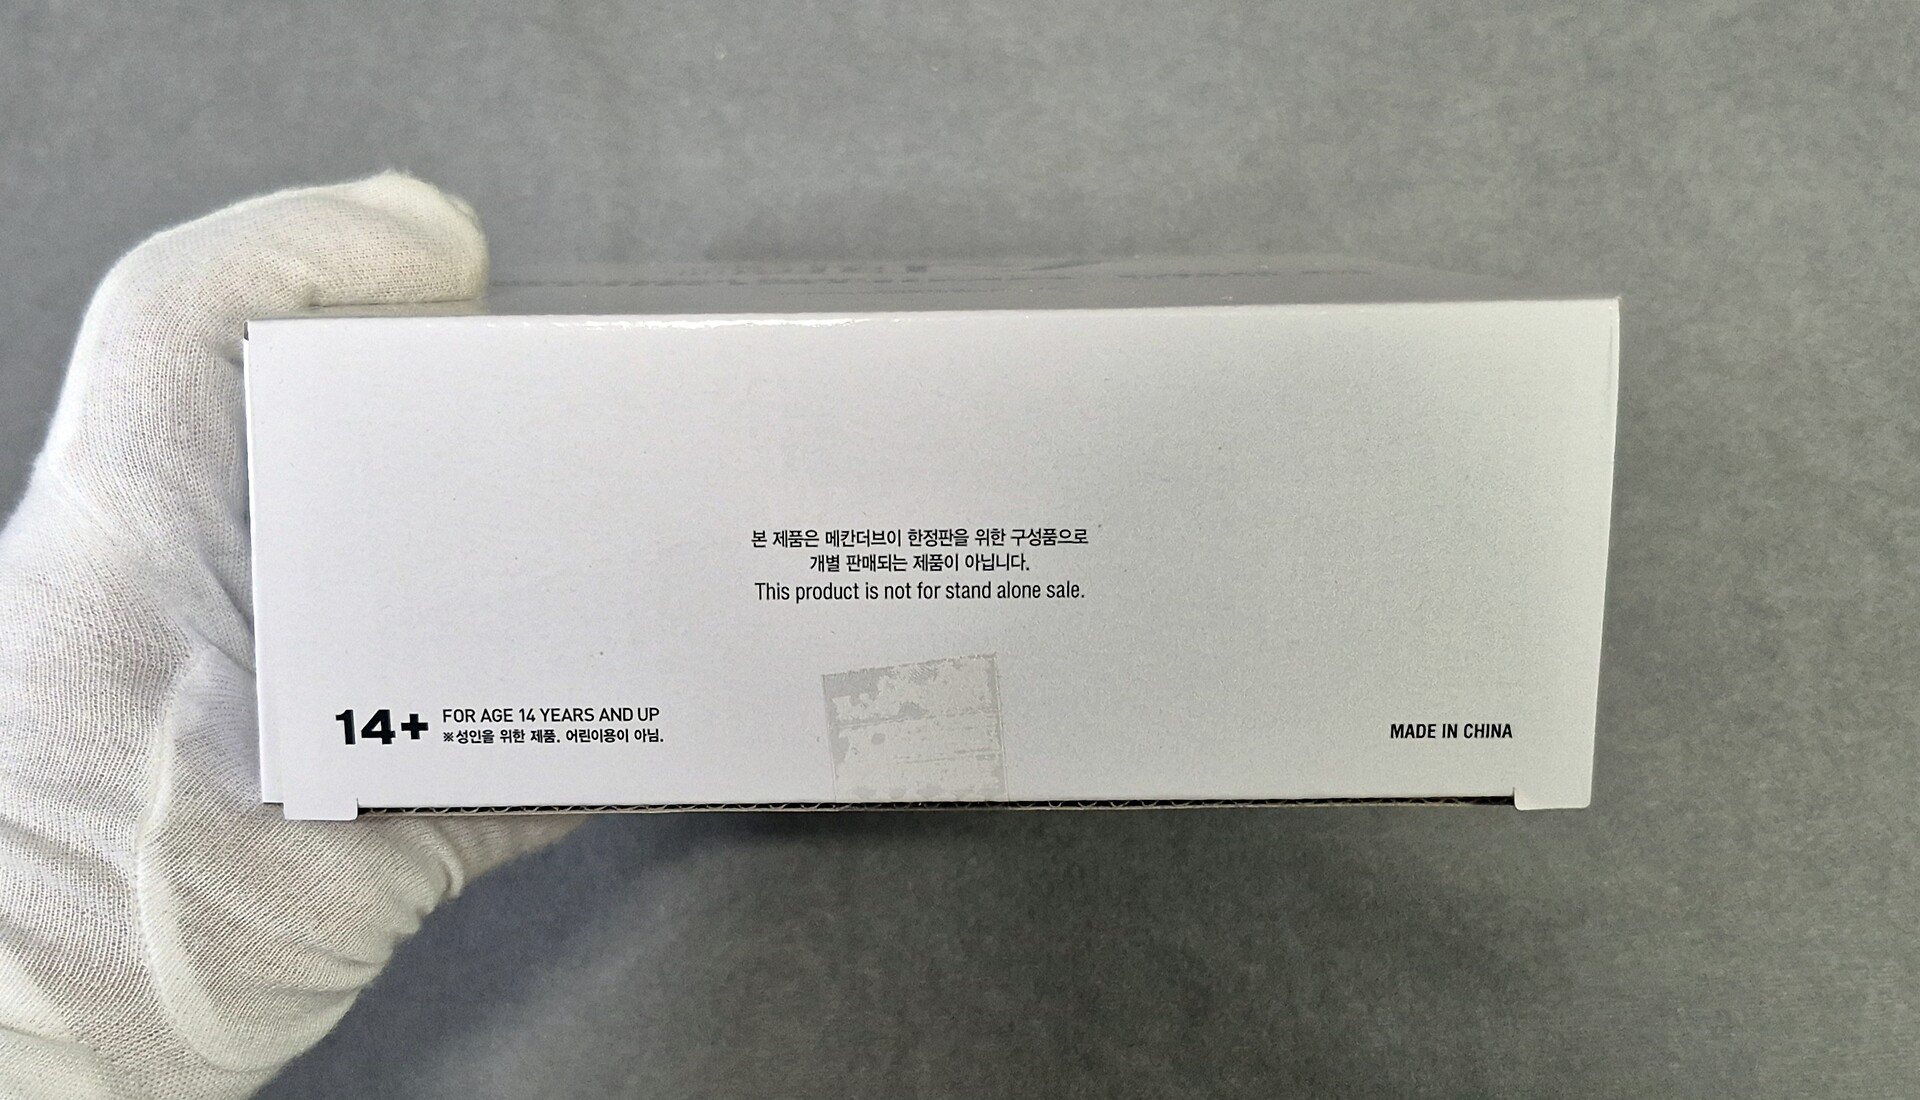 본 제품은 메칸더브이 한정판을 위한 구성품으로
개별 판매되는 제품이 아닙니다.
This product is not for stand alone sale.
14+
FOR AGE 14 YEARS AND UP
※성인을 위한 제품. 어린이용이 아님.
MADE IN CHINA